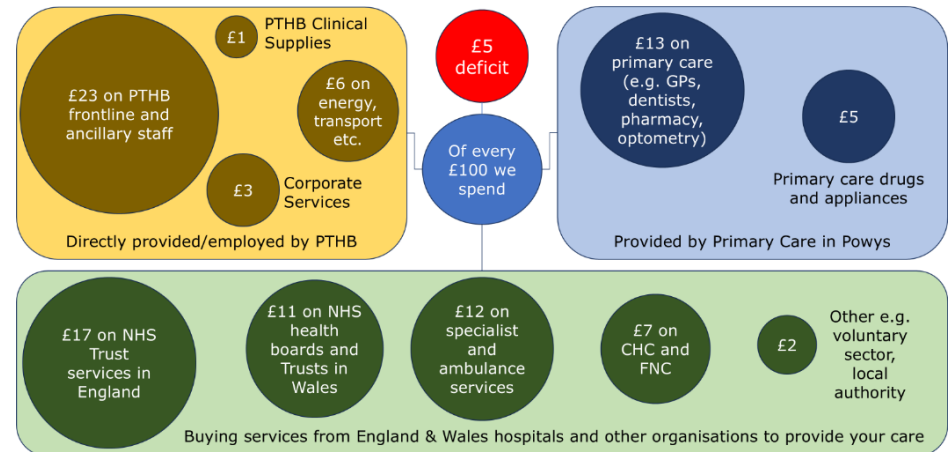 £1
PTHB Clinical
Supplies
£23 on PTHB
frontline and
ancillary staff
£6 on
energy,
transport
etc.
£3
Corporate
Services
Directly provided/employed by PTHB
£5
deficit
Of every
£100 we
spend
£13 on
primary care
(e.g. GPs,
dentists,
pharmacy,
optometry)
£5
Primary care drugs
and appliances
Provided by Primary Care in Powys
£17 on NHS
Trust
services in
England
£11 on NHS
health
boards and
Trusts in
Wales
£12 on
specialist
and
ambulance
services
£7 on
CHC and
FNC
£2
Other e.g.
voluntary
sector,
local
authority
Buying services from England & Wales hospitals and other organisations to provide your care